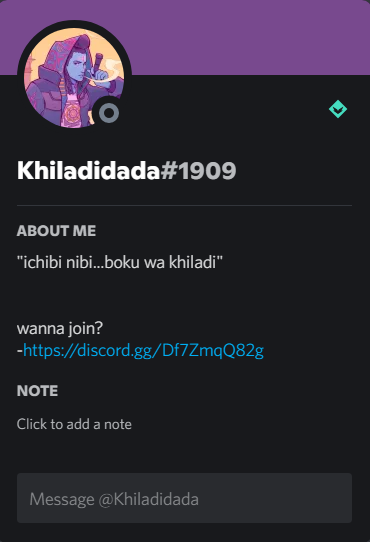 Khiladidada#1909
ABOUT ME
"ichibi nibi...boku wa khiladi"
wanna join?
-https://discord.gg/Df7ZmqQ82g
NOTE
Click to add a note
Message @Khiladidada